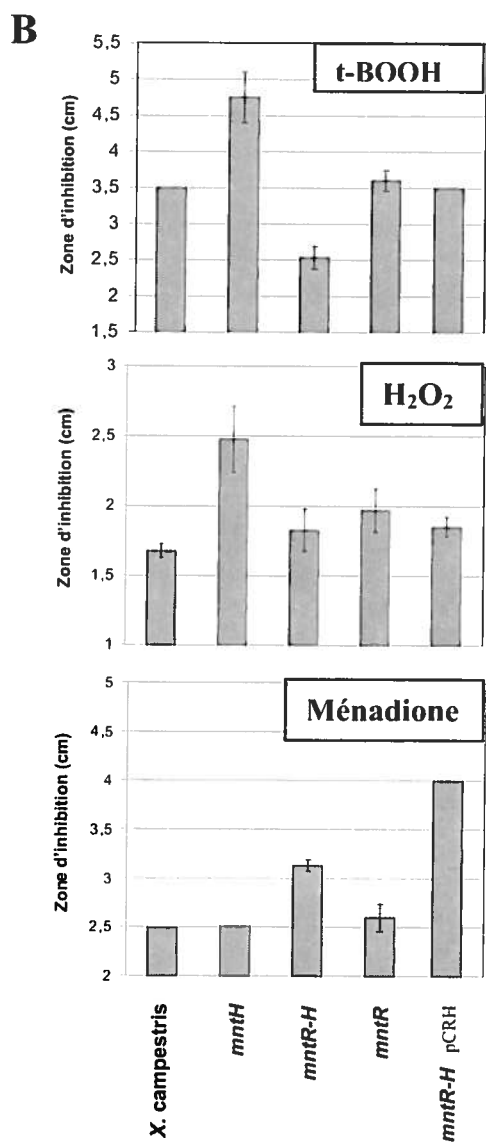 B
t-BOOH
Zone d'inhibition (cm)
5,5
5
4,5
4
3,5
3
2,5
2
1,5
H₂O₂
Zone d'inhibition (cm)
3
2,5
2
1,5
1
Ménadione
Zone d'inhibition (cm)
5
4,5
4
3,5
3
2,5
2
X. campestris
mntH
mntR-H
mntR
mntR-H pCRH